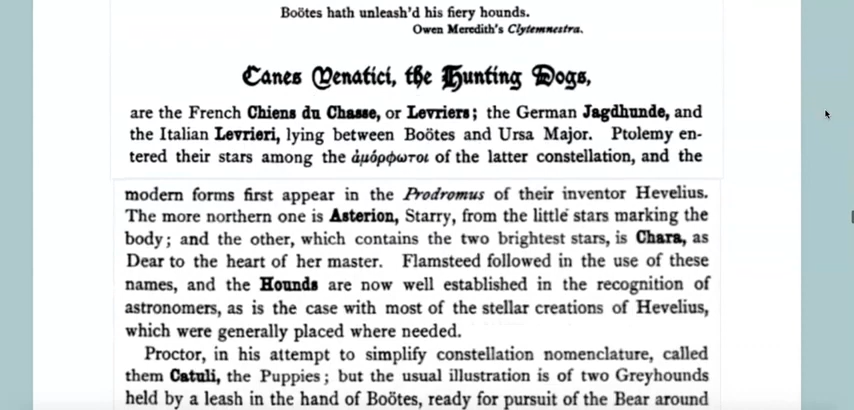 Boötes hath unleash'd his fiery hounds.
Owen Meredith's Clytemnestra.
Canes Venatici, the Hunting Dogs,
are the French Chiens du Chasse, or Levriers; the German Jagdhunde, and
the Italian Levrieri, lying between Boötes and Ursa Major. Ptolemy en-
tered their stars among the ἀμόρφωτοι of the latter constellation, and the
modern forms first appear in the Prodromus of their inventor Hevelius.
The more northern one is Asterion, Starry, from the little stars marking the
body; and the other, which contains the two brightest stars, is Chara, as
Dear to the heart of her master. Flamsteed followed in the use of these
names, and the Hounds are now well established in the recognition of
astronomers, as is the case with most of the stellar creations of Hevelius,
which were generally placed where needed.
Proctor, in his attempt to simplify constellation nomenclature, called
them Catuli, the Puppies; but the usual illustration is of two Greyhounds
held by a leash in the hand of Boötes, ready for pursuit of the Bear around